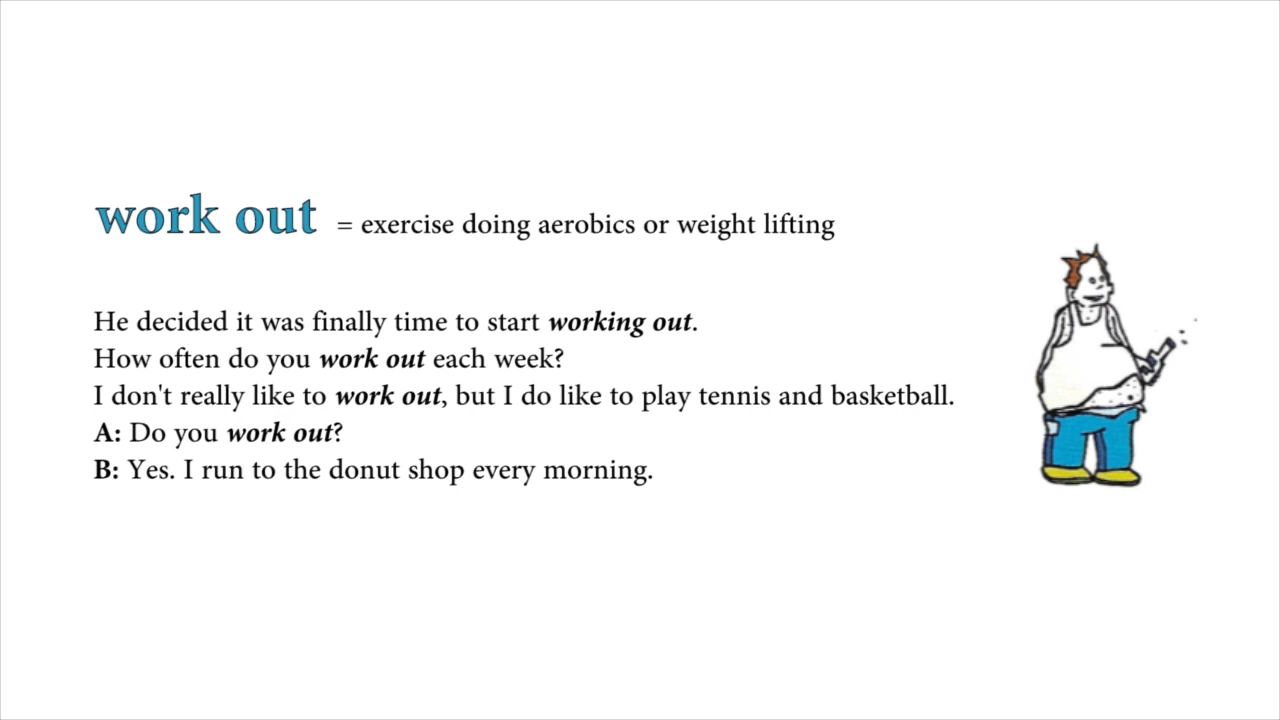 work out = exercise doing aerobics or weight lifting
He decided it was finally time to start working out.
How often do you work out each week?
I don't really like to work out, but I do like to play tennis and basketball.
A: Do you work out?
B: Yes. I run to the donut shop every morning.